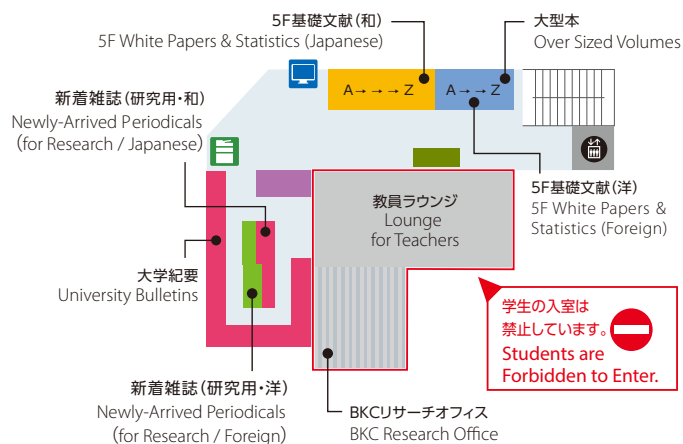 5F基礎文献(和)
5F White Papers & Statistics (Japanese)
大型本
Over Sized Volumes
新着雑誌(研究用・和)
Newly-Arrived Periodicals
(for Research / Japanese)
A→→→Z
A→→Z
5F基礎文献(洋)
5F White Papers &
Statistics (Foreign)
教員ラウンジ
Lounge
for Teachers
大学紀要
University Bulletins
学生の入室は
禁止しています。
Students are
Forbidden to Enter.
新着雑誌(研究用・洋)
Newly-Arrived Periodicals
(for Research / Foreign)
BKCリサーチオフィス
BKC Research Office